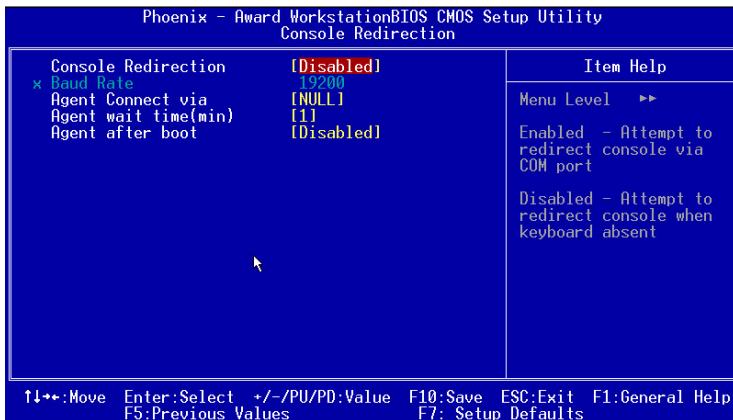 Phoenix - Award WorkstationBIOS CMOS Setup Utility
Console Redirection
Console Redirection [Disabled]
x Baud Rate 19200
Agent Connect via [NULL]
Agent wait time(min) [1]
Agent after boot [Disabled]
Item Help
Menu Level ►►
Enabled - Attempt to
redirect console via
COM port
Disabled - Attempt to
redirect console when
keyboard absent
↑↓→←:Move Enter:Select +/-/PU/PD:Value F10:Save ESC:Exit F1:General Help
F5:Previous Values F7: Setup Defaults